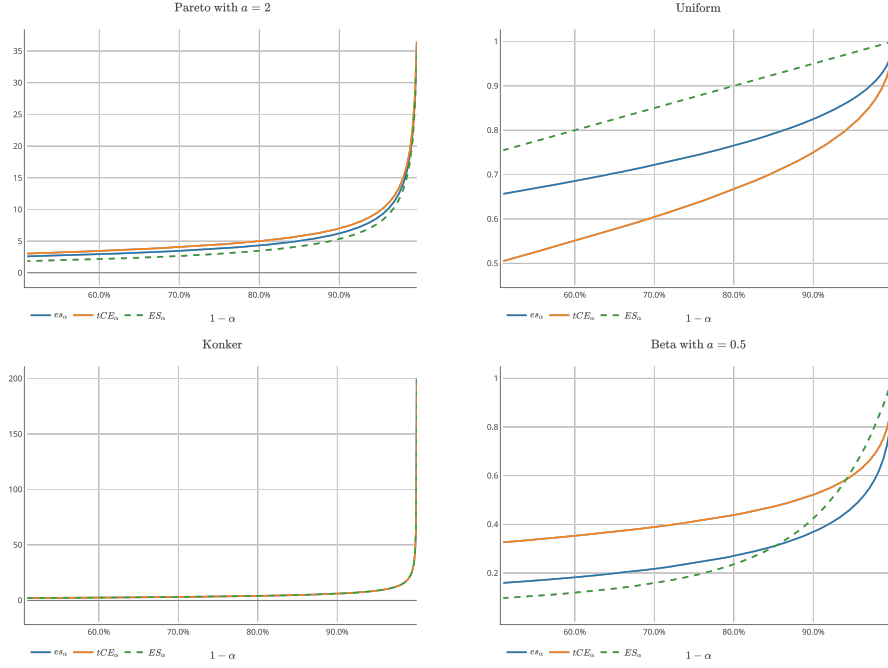 Pareto with a = 2
35
30
25
20
15
10
5
0
60.0% 70.0% 80.0% 90.0%
es_α tCE_α ES_α 1 − α
Uniform
1
0.9
0.8
0.7
0.6
0.5
60.0% 70.0% 80.0% 90.0%
es_α tCE_α ES_α 1 − α
Konker
200
150
100
50
0
60.0% 70.0% 80.0% 90.0%
es_α tCE_α ES_α 1 − α
Beta with a = 0.5
1
0.8
0.6
0.4
0.2
60.0% 70.0% 80.0% 90.0%
es_α tCE_α ES_α 1 − α